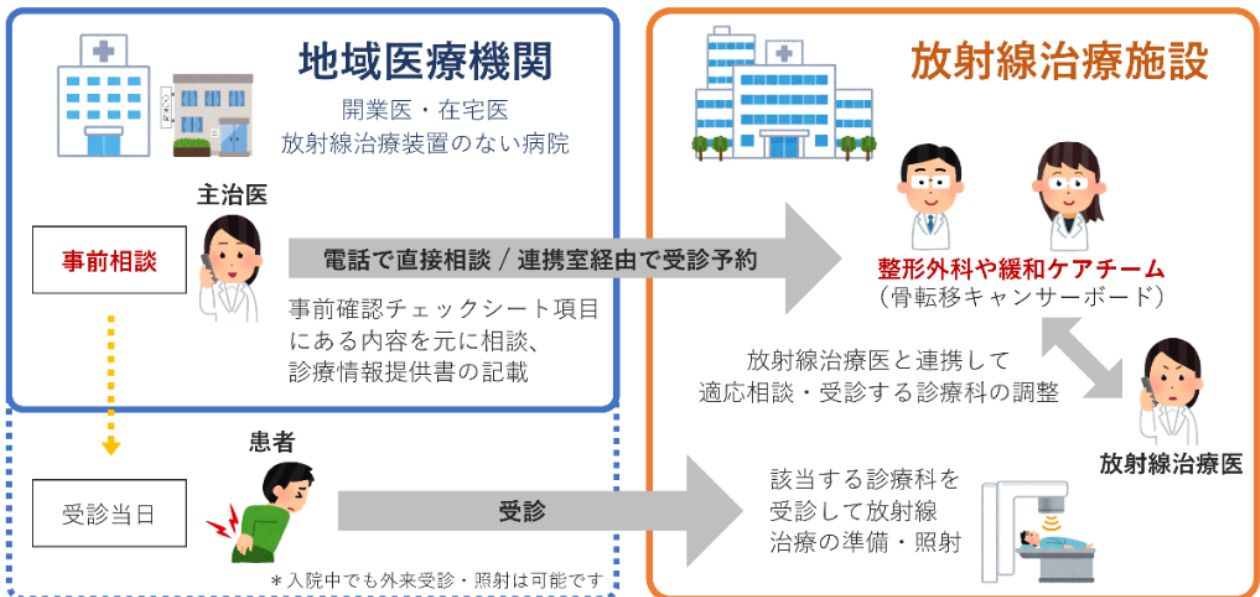 地域医療機関
開業医・在宅医
放射線治療装置のない病院
主治医
事前相談
電話で直接相談 / 連携室経由で受診予約
事前確認チェックシート項目
にある内容を元に相談、
診療情報提供書の記載
放射線治療施設
整形外科や緩和ケアチーム
（骨転移キャンサーボード）
放射線治療医と連携して
適応相談・受診する診療科の調整
放射線治療医
患者
受診当日
受診
＊入院中でも外来受診・照射は可能です
該当する診療科を
受診して放射線
治療の準備・照射